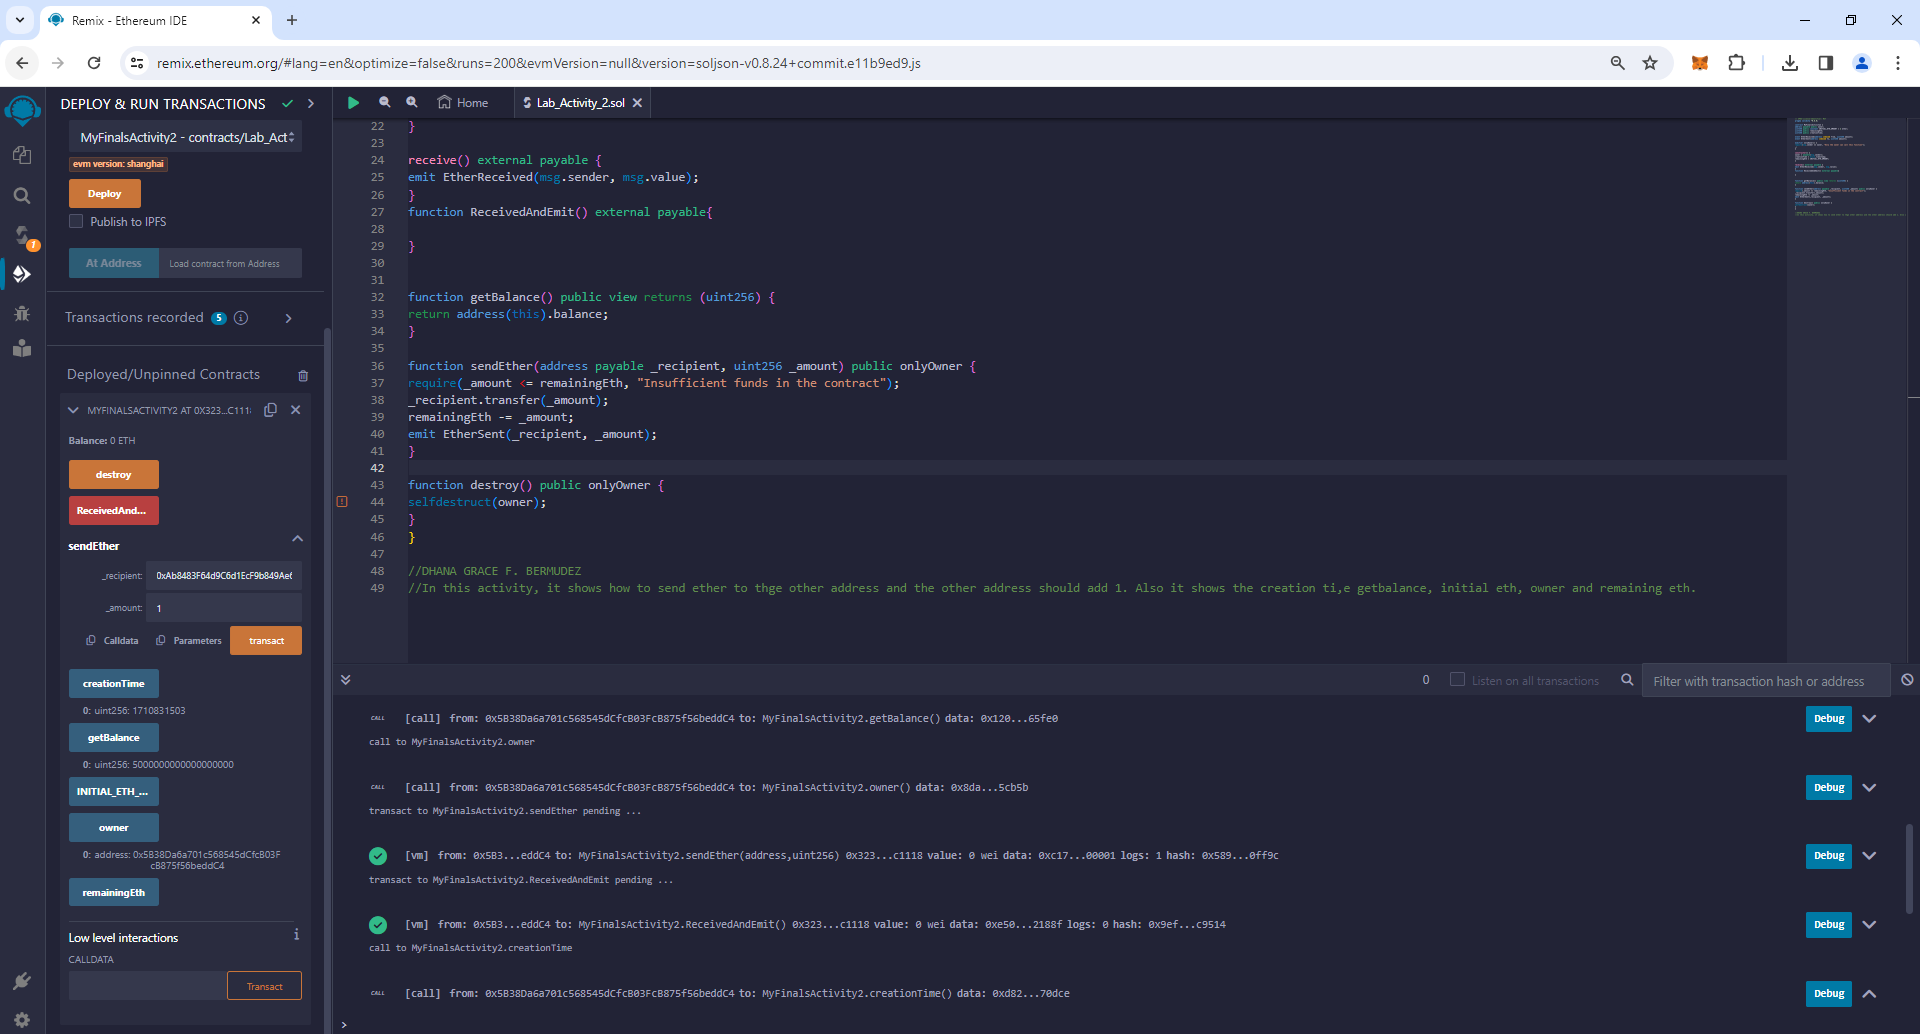 Remix - Ethereum IDE
remix.ethereum.org/#lang=en&optimize=false&runs=200&evmVersion=null&version=soljson-v0.8.24+commit.e11b9ed9.js
DEPLOY & RUN TRANSACTIONS
MyFinalsActivity2 - contracts/Lab_Act
evm version: shanghai
Deploy
Publish to IPFS
At Address
Load contract from Address
Transactions recorded 5
1
Deployed/Unpinned Contracts
MYFINALSACTIVITY2 AT 0X323...C111
Balance: 0 ETH
destroy
ReceivedAnd...
sendEther
_recipient: 0xAb8483F64d9C6d1EcF9b849Ae
_amount: 1
Calldata
Parameters
transact
creationTime
0: uint256: 1710831503
getBalance
0: uint256: 5000000000000000000
INITIAL_ETH_...
owner
0: address: 0x5B38Da6a701c568545dCfcB03F
cB875f56beddC4
remainingEth
Low level interactions
CALLDATA
Transact
Home
Lab_Activity_2.sol
22 }
23
24 receive() external payable {
25 emit EtherReceived(msg.sender, msg.value);
26 }
27 function ReceivedAndEmit() external payable{
28
29 }
30
31
32 function getBalance() public view returns (uint256) {
33 return address(this).balance;
34 }
35
36 function sendEther(address payable _recipient, uint256 _amount) public onlyOwner {
37 require(_amount <= remainingEth, "Insufficient funds in the contract");
38 _recipient.transfer(_amount);
39 remainingEth -= _amount;
40 emit EtherSent(_recipient, _amount);
41 }
42
43 function destroy() public onlyOwner {
44 selfdestruct(owner);
45 }
46 }
47
48 //DHANA GRACE F. BERMUDEZ
49 //In this activity, it shows how to send ether to thge other address and the other address should add 1. Also it shows the creation ti,e getbalance, initial eth, owner and remaining eth.
0
Listen on all transactions
Filter with transaction hash or address
CALL [call] from: 0x5B38Da6a701c568545dCfcB03FcB875f56beddC4 to: MyFinalsActivity2.getBalance() data: 0x120...65fe0
Debug
call to MyFinalsActivity2.owner
CALL [call] from: 0x5B38Da6a701c568545dCfcB03FcB875f56beddC4 to: MyFinalsActivity2.owner() data: 0x8da...5cb5b
Debug
transact to MyFinalsActivity2.sendEther pending ...
[vm] from: 0x5B3...eddC4 to: MyFinalsActivity2.sendEther(address,uint256) 0x323...c1118 value: 0 wei data: 0xc17...00001 logs: 1 hash: 0x589...0ff9c
Debug
transact to MyFinalsActivity2.ReceivedAndEmit pending ...
[vm] from: 0x5B3...eddC4 to: MyFinalsActivity2.ReceivedAndEmit() 0x323...c1118 value: 0 wei data: 0xe50...2188f logs: 0 hash: 0x9ef...c9514
Debug
call to MyFinalsActivity2.creationTime
CALL [call] from: 0x5B38Da6a701c568545dCfcB03FcB875f56beddC4 to: MyFinalsActivity2.creationTime() data: 0xd82...70dce
Debug
>